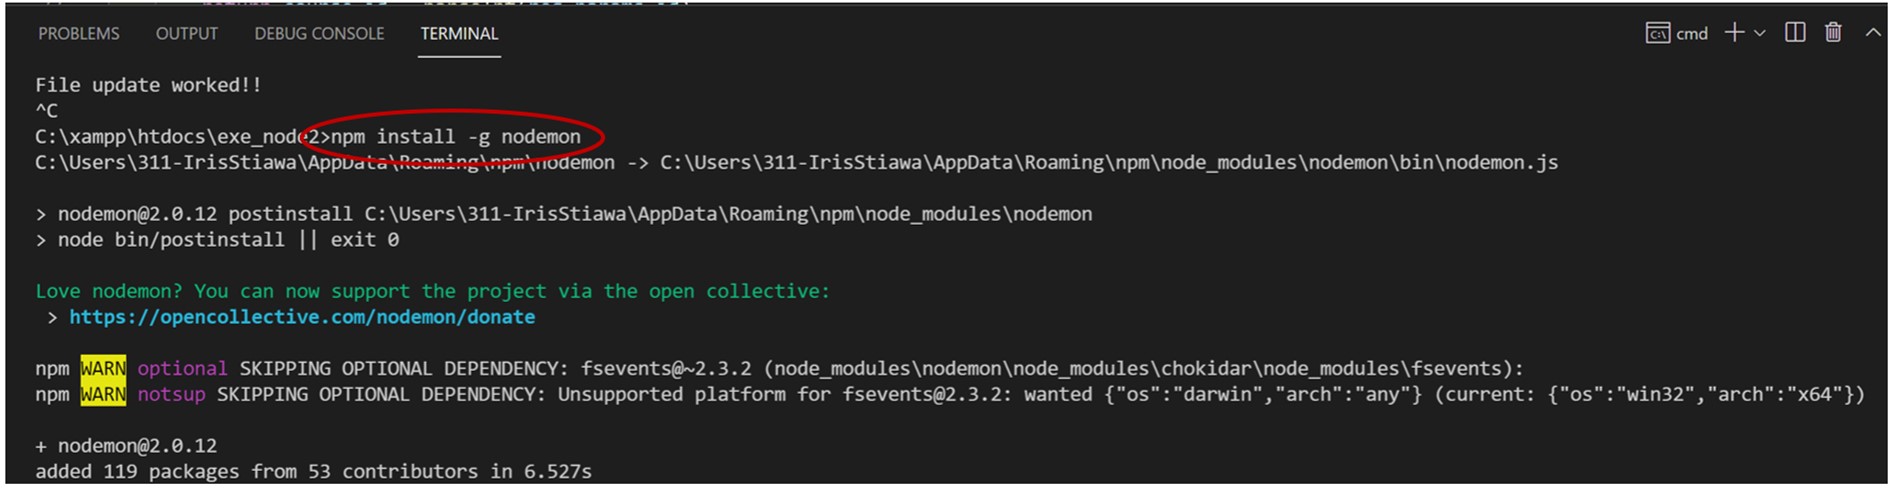 PROBLEMS OUTPUT DEBUG CONSOLE TERMINAL cmd
File update worked!!
^C
C:\xampp\htdocs\exe_node2>npm install -g nodemon
C:\Users\311-IrisStiawa\AppData\Roaming\npm\nodemon -> C:\Users\311-IrisStiawa\AppData\Roaming\npm\node_modules\nodemon\bin\nodemon.js
> nodemon@2.0.12 postinstall C:\Users\311-IrisStiawa\AppData\Roaming\npm\node_modules\nodemon
> node bin/postinstall || exit 0
Love nodemon? You can now support the project via the open collective:
> https://opencollective.com/nodemon/donate
npm WARN optional SKIPPING OPTIONAL DEPENDENCY: fsevents@~2.3.2 (node_modules\nodemon\node_modules\chokidar\node_modules\fsevents):
npm WARN notsup SKIPPING OPTIONAL DEPENDENCY: Unsupported platform for fsevents@2.3.2: wanted {"os":"darwin","arch":"any"} (current: {"os":"win32","arch":"x64"})
+ nodemon@2.0.12
added 119 packages from 53 contributors in 6.527s